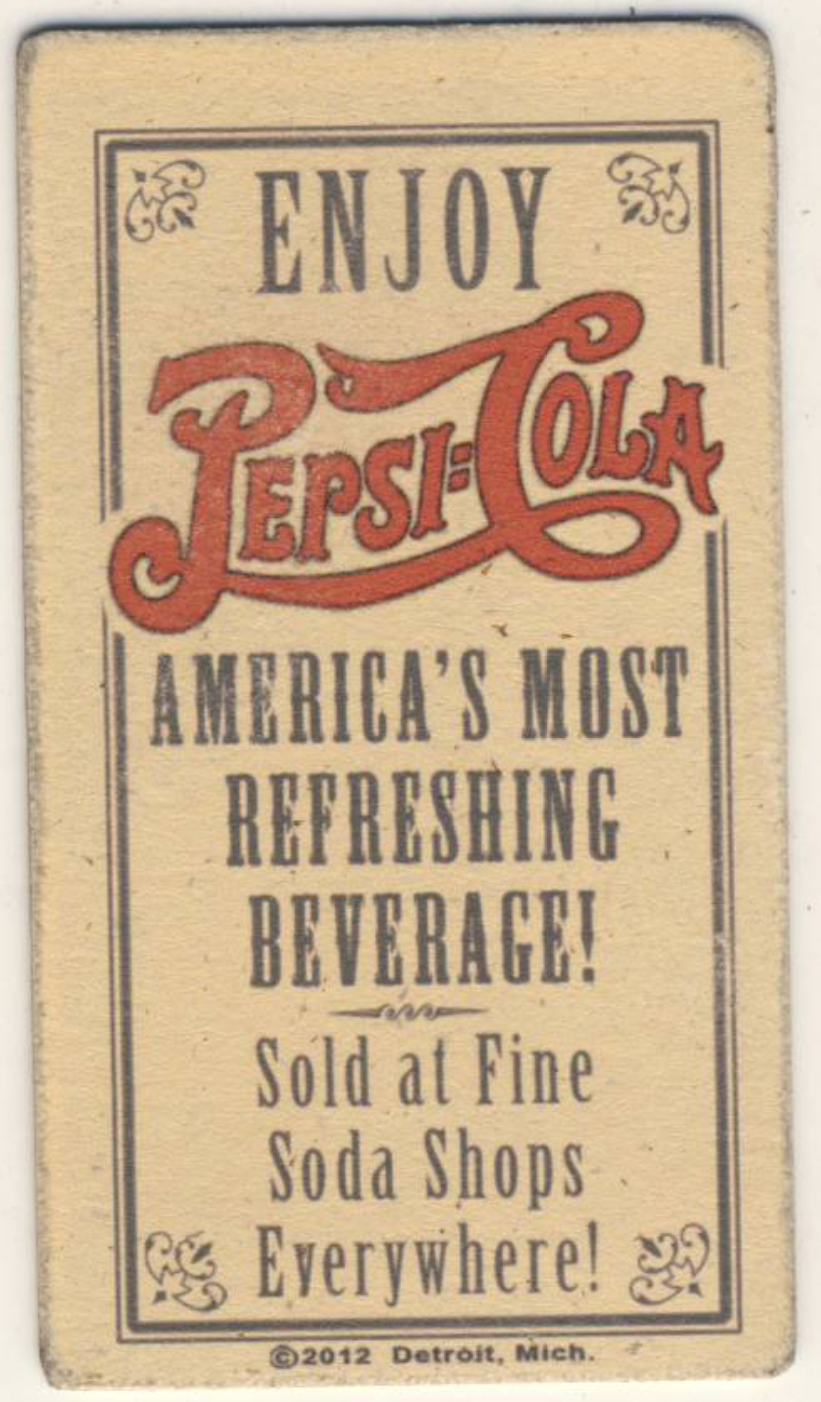 ENJOY
PEPSI=COLA
AMERICA'S MOST
REFRESHING
BEVERAGE!
Sold at Fine
Soda Shops
Everywhere!
©2012 Detroit, Mich.